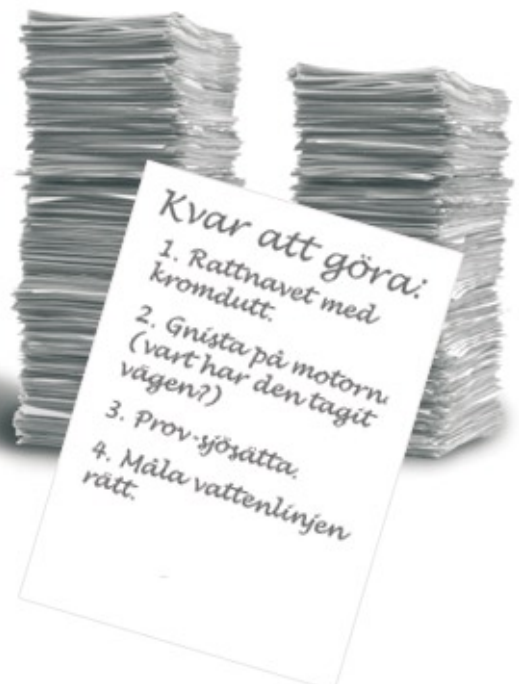 Kvar att göra:
1. Rattnavet med
kromdutt.
2. Gnista på motorn.
(vart har den tagit
vägen?)
3. Prov-sjösätta.
4. Måla vattenlinjen
rätt.